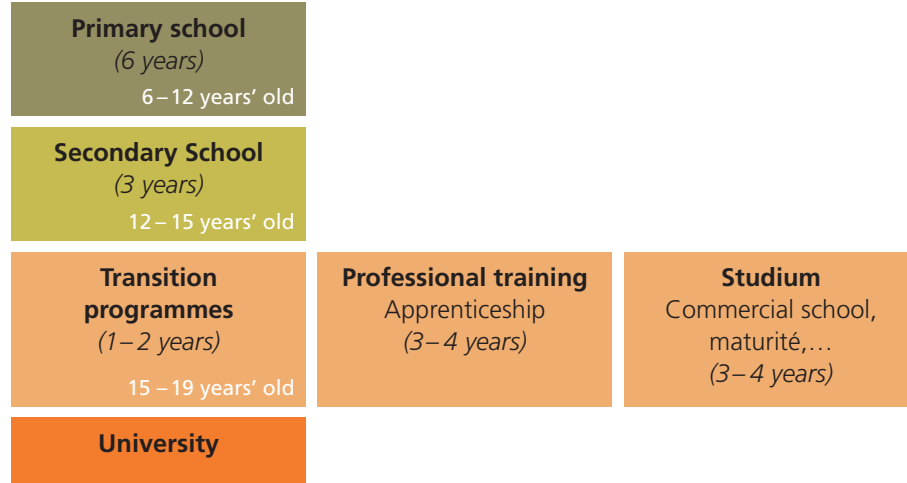 Primary school
(6 years)
6–12 years’ old
Secondary School
(3 years)
12–15 years’ old
Transition
programmes
(1–2 years)
15–19 years’ old
Professional training
Apprenticeship
(3–4 years)
Studium
Commercial school,
maturité,…
(3–4 years)
University